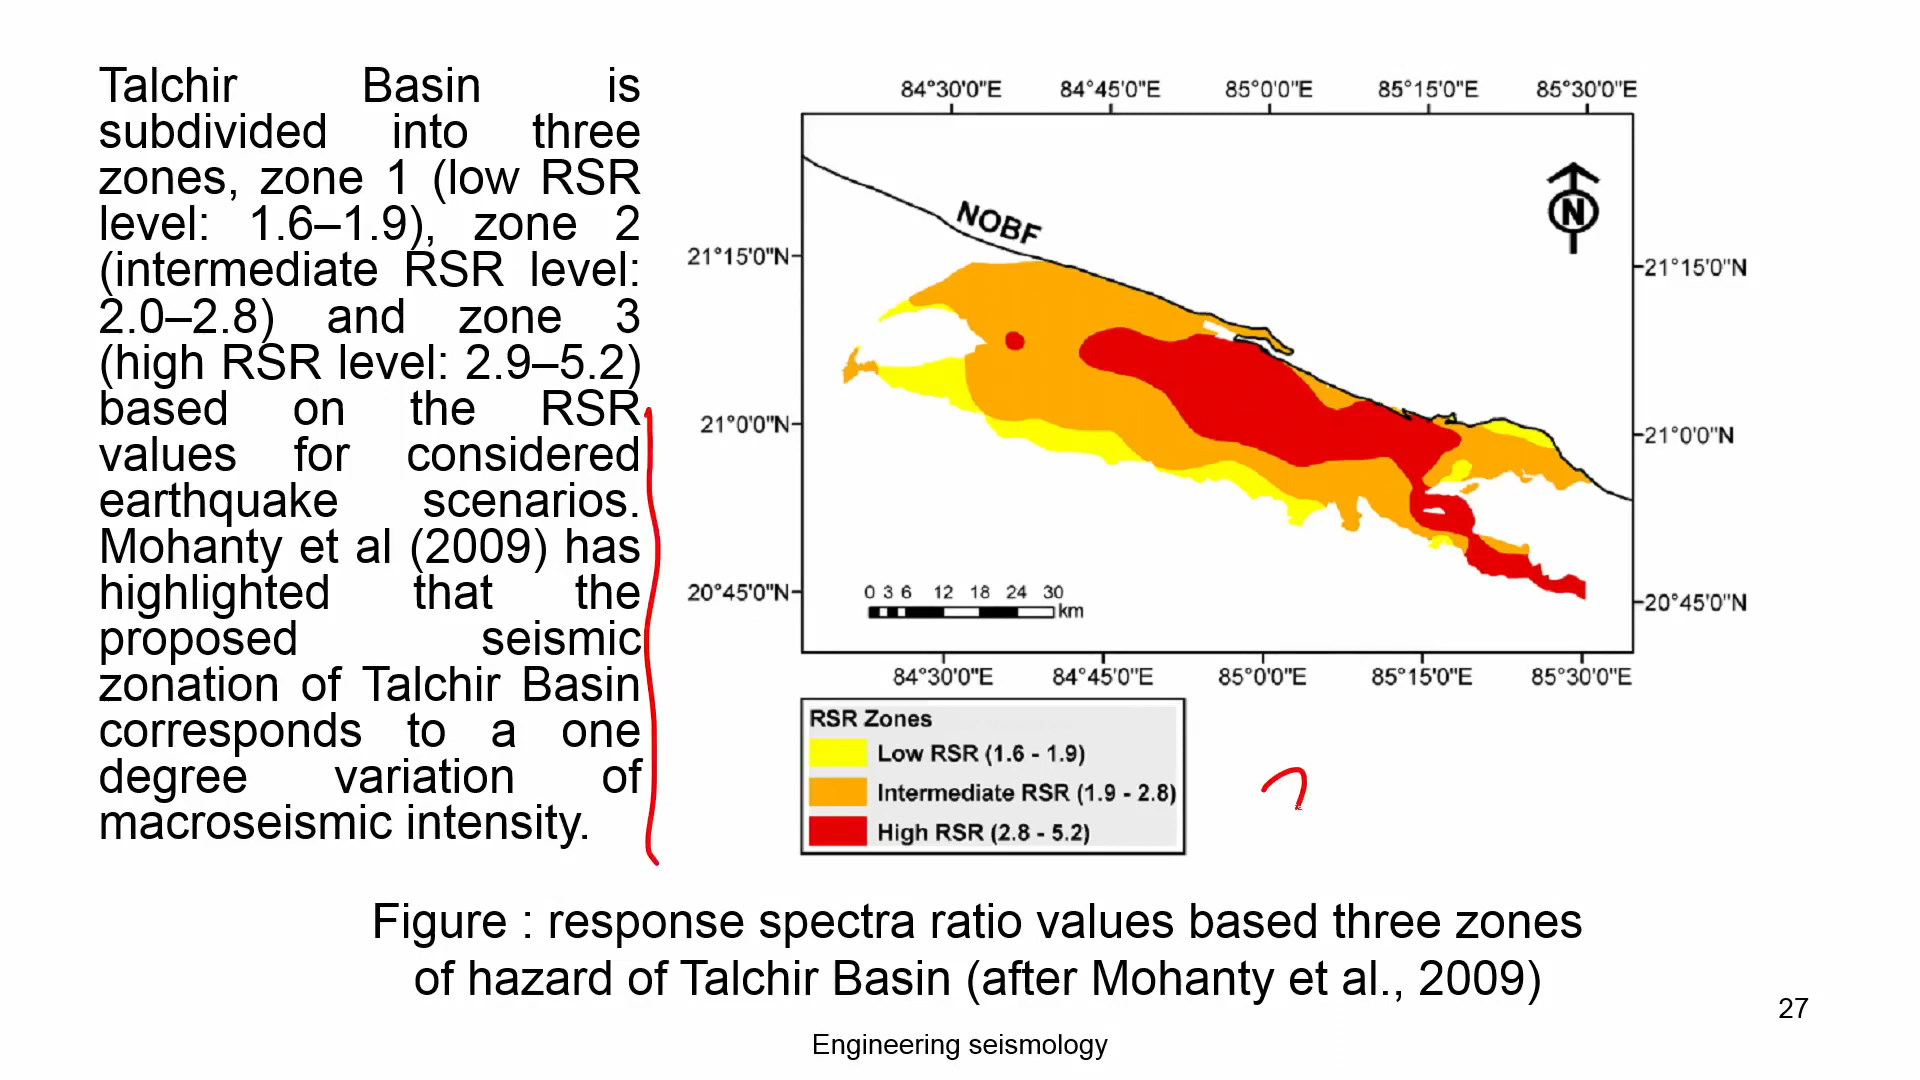 Talchir Basin is
subdivided into three
zones, zone 1 (low RSR
level: 1.6–1.9), zone 2
(intermediate RSR level:
2.0–2.8) and zone 3
(high RSR level: 2.9–5.2)
based on the RSR
values for considered
earthquake scenarios.
Mohanty et al (2009) has
highlighted that the
proposed seismic
zonation of Talchir Basin
corresponds to a one
degree variation of
macroseismic intensity.
84°30'0"E 84°45'0"E 85°0'0"E 85°15'0"E 85°30'0"E
N
NOBF
21°15'0"N 21°15'0"N
21°0'0"N 21°0'0"N
20°45'0"N 20°45'0"N
0 3 6 12 18 24 30
km
84°30'0"E 84°45'0"E 85°0'0"E 85°15'0"E 85°30'0"E
RSR Zones
Low RSR (1.6 - 1.9)
Intermediate RSR (1.9 - 2.8)
High RSR (2.8 - 5.2)
Figure : response spectra ratio values based three zones
of hazard of Talchir Basin (after Mohanty et al., 2009)
27
Engineering seismology